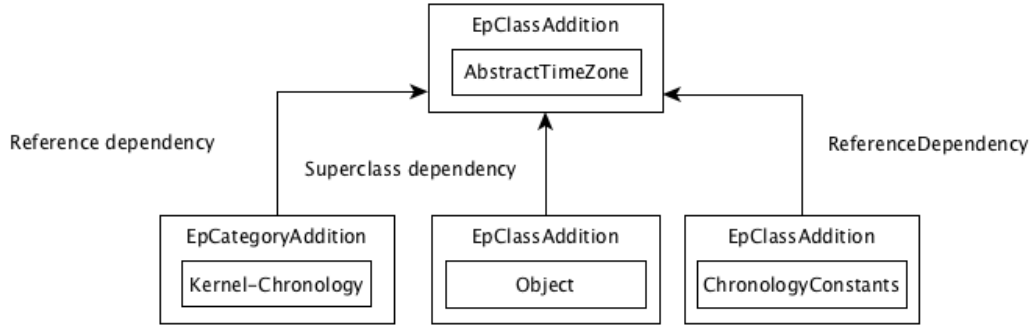 EpClassAddition
AbstractTimeZone
Reference dependency
ReferenceDependency
Superclass dependency
EpCategoryAddition
Kernel-Chronology
EpClassAddition
Object
EpClassAddition
ChronologyConstants